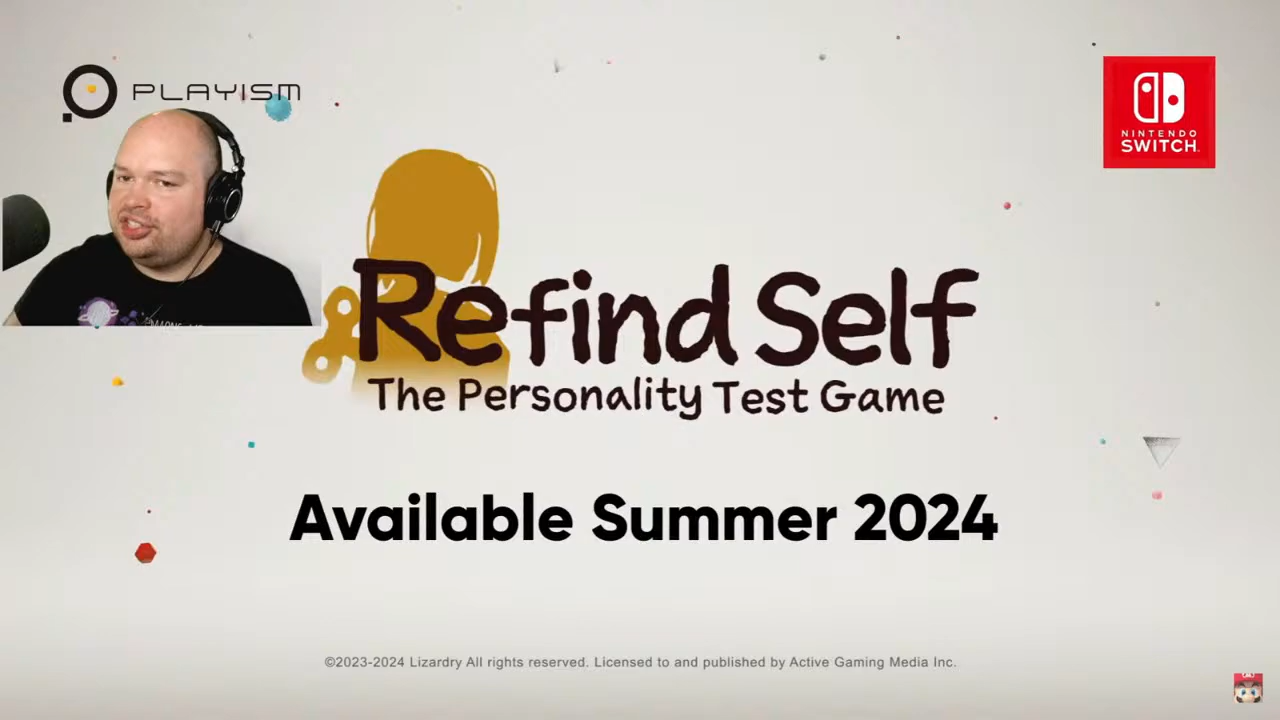 PLAYISM
NINTENDO
SWITCH
Refind Self
The Personality Test Game
Available Summer 2024
©2023-2024 Lizardry All rights reserved. Licensed to and published by Active Gaming Media Inc.